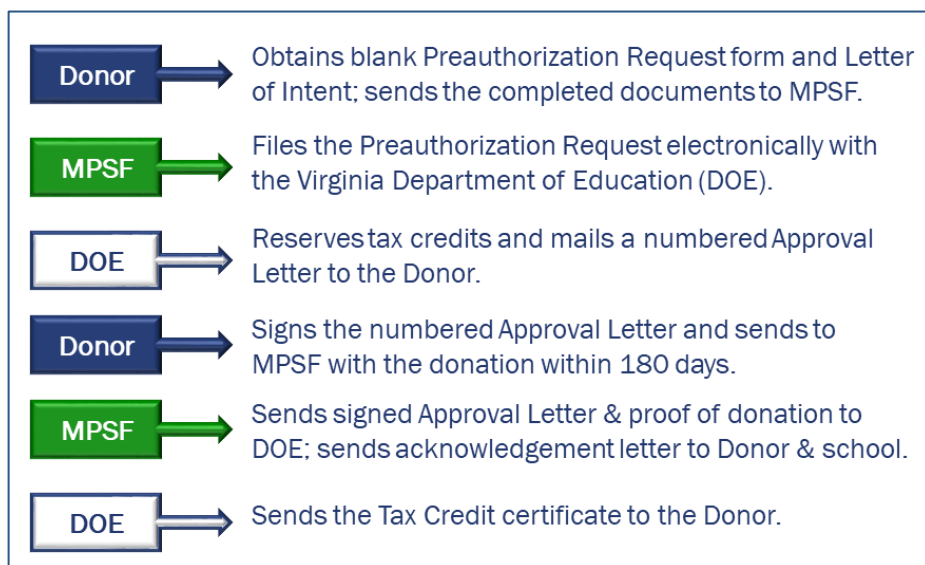 Donor
Obtains blank Preauthorization Request form and Letter
of Intent; sends the completed documents to MPSF.
MPSF
Files the Preauthorization Request electronically with
the Virginia Department of Education (DOE).
DOE
Reserves tax credits and mails a numbered Approval
Letter to the Donor.
Donor
Signs the numbered Approval Letter and sends to
MPSF with the donation within 180 days.
MPSF
Sends signed Approval Letter & proof of donation to
DOE; sends acknowledgement letter to Donor & school.
DOE
Sends the Tax Credit certificate to the Donor.